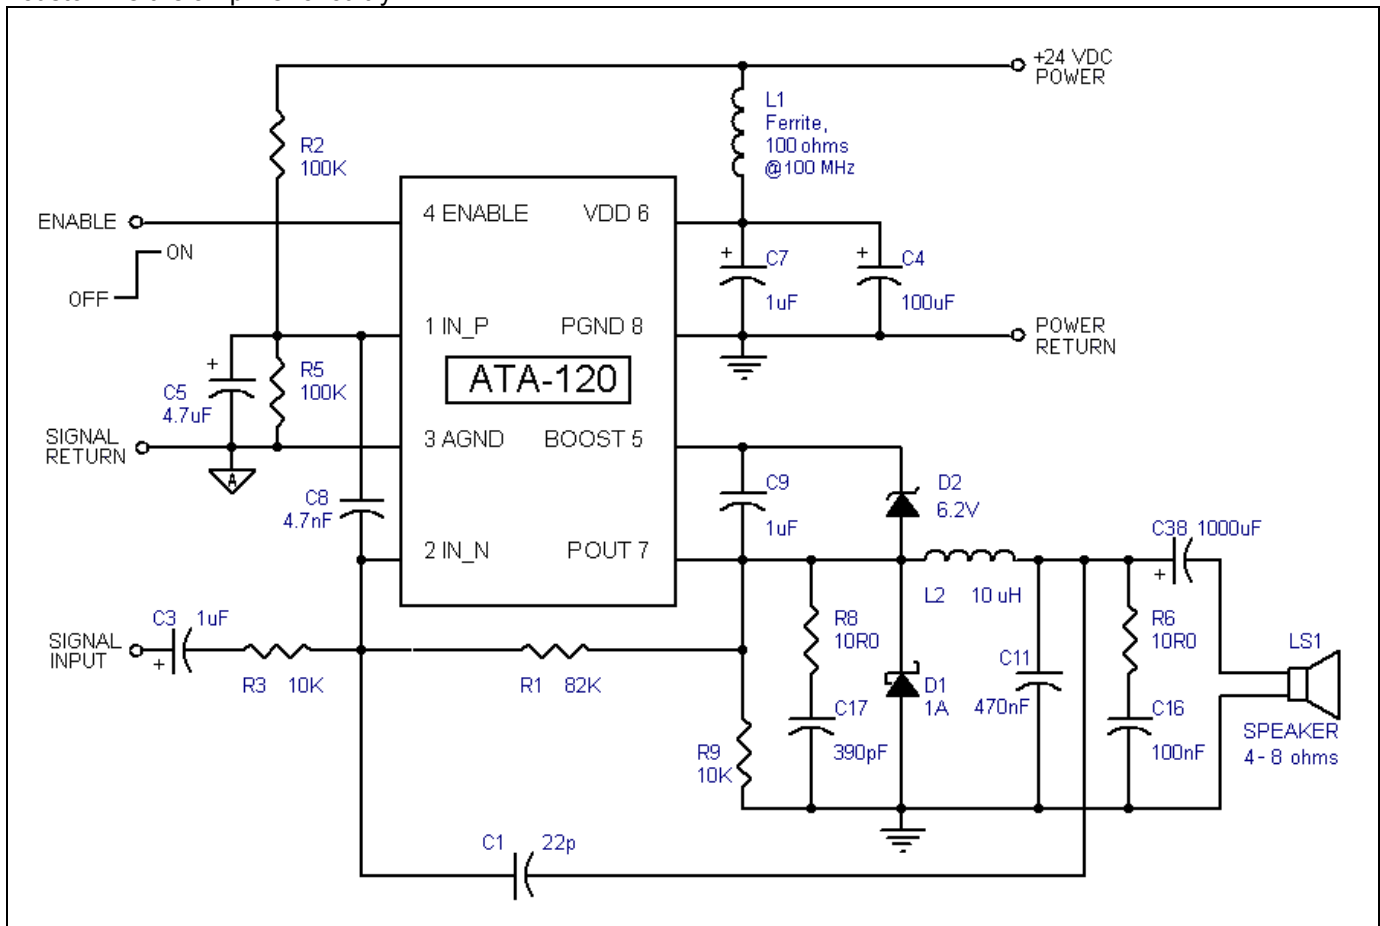 +24 VDC
POWER
L1
Ferrite,
100 ohms
@100 MHz
R2
100K
ENABLE
ON
OFF
4 ENABLE
VDD 6
+
C7
1uF
+
C4
100uF
1 IN_P
PGND 8
POWER
RETURN
ATA-120
+
C5
4.7uF
R5
100K
SIGNAL
RETURN
A
3 AGND
BOOST 5
C8
4.7nF
C9
1uF
D2
6.2V
2 IN_N
POUT 7
C38 1000uF
+
L2 10 uH
C3 1uF
SIGNAL
INPUT
+
R3 10K
R1 82K
R8
10R0
C17
390pF
D1
1A
C11
470nF
R6
10R0
C16
100nF
LS1
SPEAKER
4 - 8 ohms
R9
10K
C1 22p